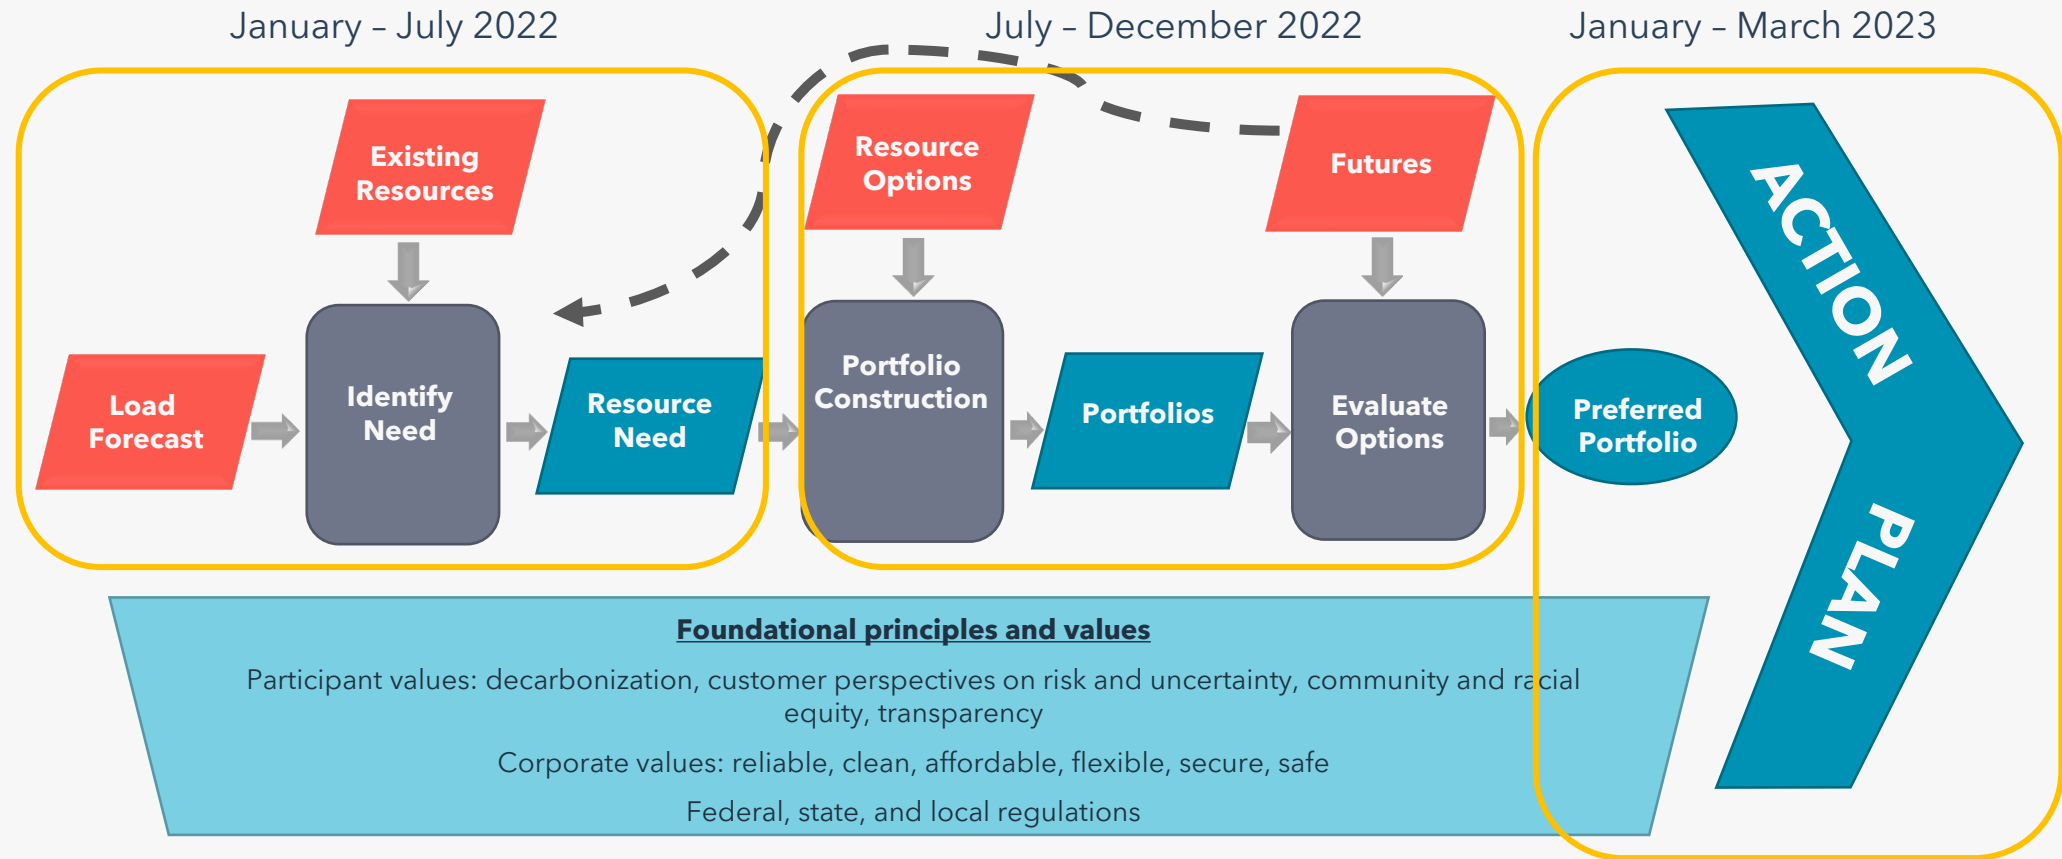 January – July 2022
July – December 2022
January – March 2023
Existing
Resources
Resource
Options
Futures
Load
Forecast
Identify
Need
Resource
Need
Portfolio
Construction
Portfolios
Evaluate
Options
Preferred
Portfolio
ACTION
PLAN
Foundational principles and values
Participant values: decarbonization, customer perspectives on risk and uncertainty, community and racial
equity, transparency
Corporate values: reliable, clean, affordable, flexible, secure, safe
Federal, state, and local regulations